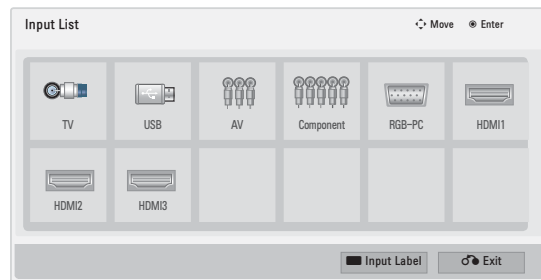 Input List
Move Enter
TV USB AV Component RGB-PC HDMI1
HDMI2 HDMI3
Input Label Exit